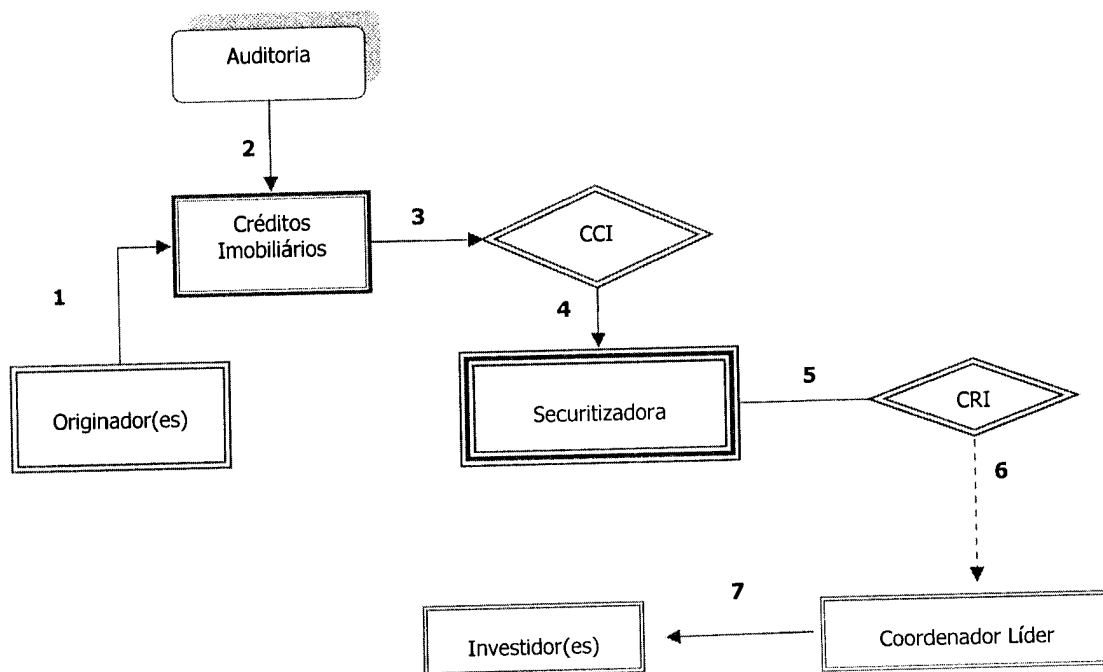 Auditoria
2
Créditos
Imobiliários
3
CCI
1
4
Originador(es)
Securitizadora
5
CRI
6
7
Investidor(es)
Coordenador Líder